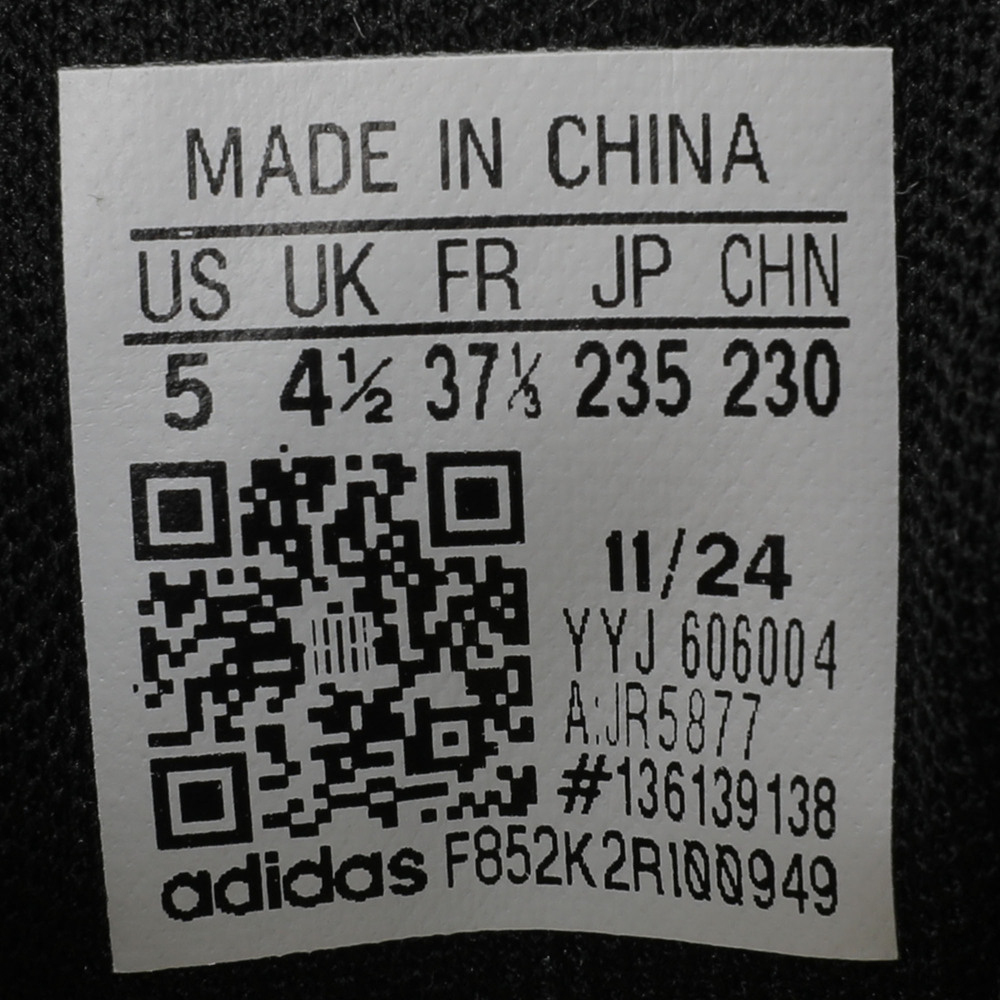 MADE IN CHINA
US UK FR JP CHN
5 4½ 37⅓ 235 230
11/24
YYJ 606004
A:JR5877
#136139138
adidas F852K2RI00949